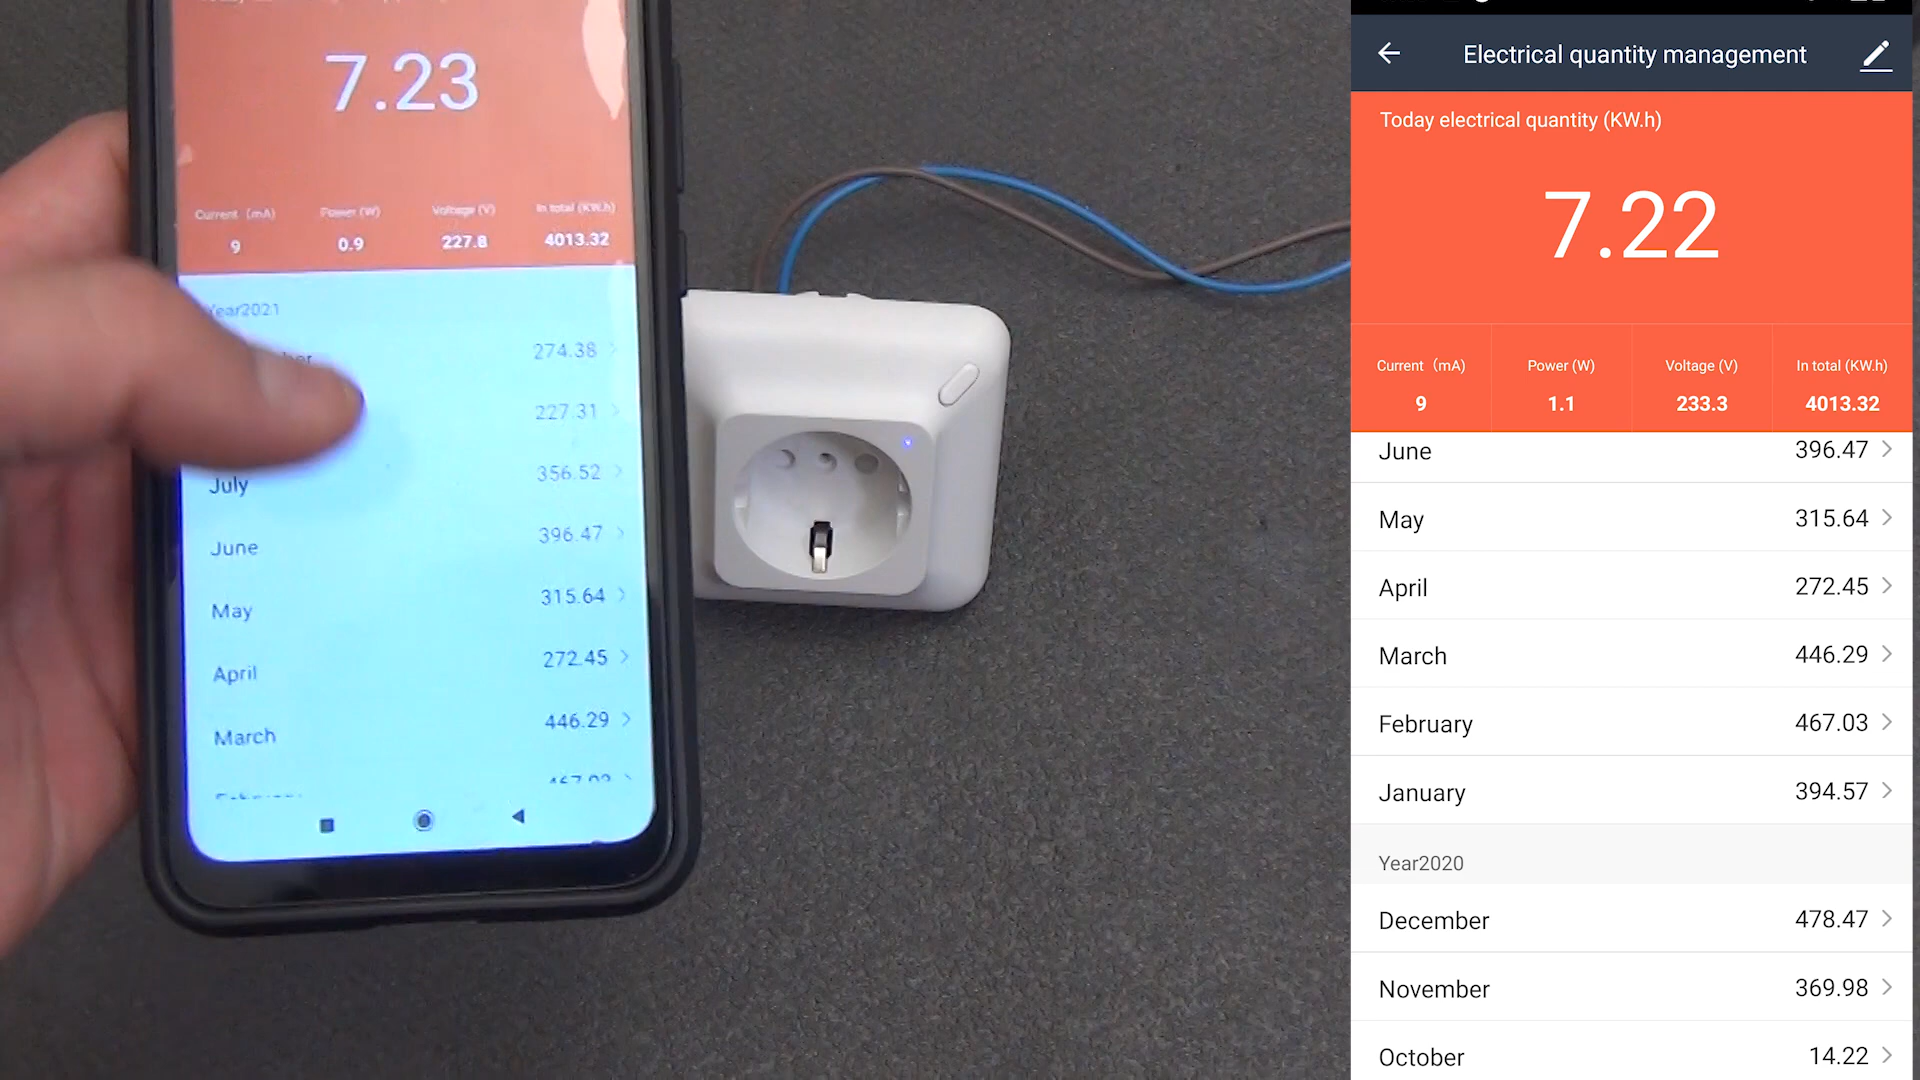 7.23
Current (mA) Power (W) Voltage (V) In total (KW.h)
9 0.9 227.8 4013.32
Year2021
274.38
227.31
July 356.52
June 396.47
May 315.64
April 272.45
March 446.29
Electrical quantity management
Today electrical quantity (KW.h)
7.22
Current (mA) Power (W) Voltage (V) In total (KW.h)
9 1.1 233.3 4013.32
June 396.47
May 315.64
April 272.45
March 446.29
February 467.03
January 394.57
Year2020
December 478.47
November 369.98
October 14.22